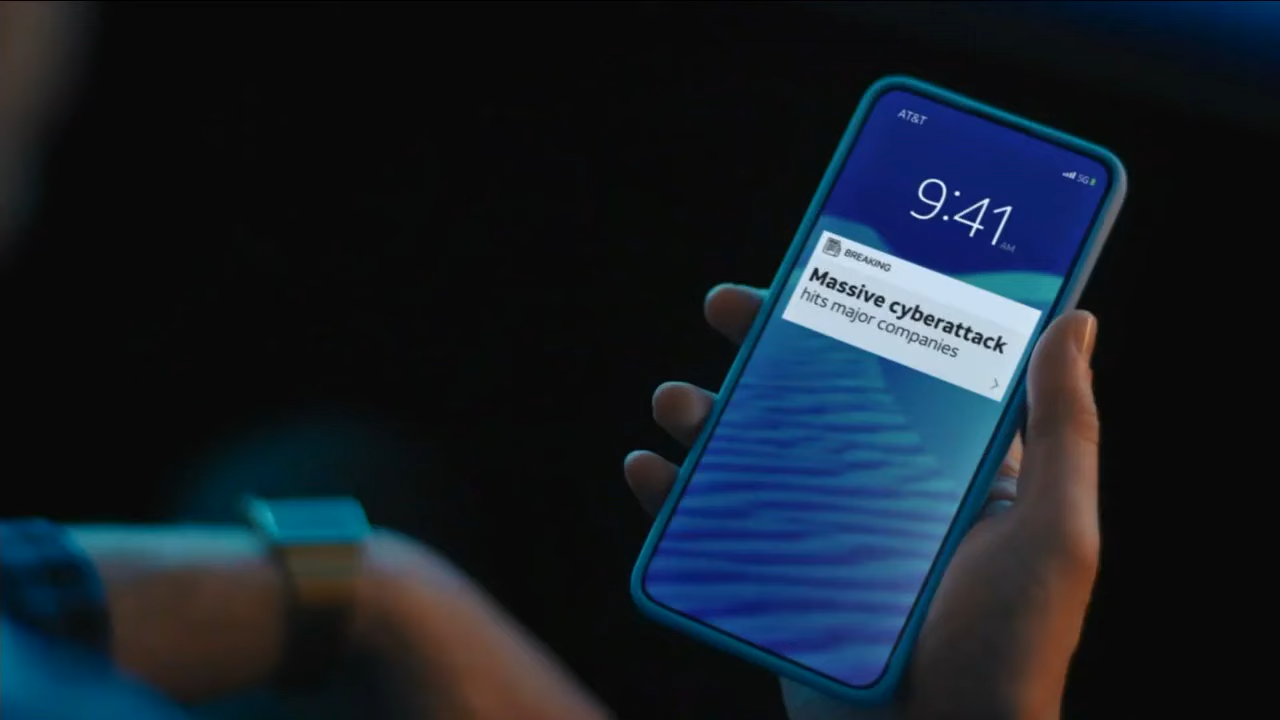 AT&T
5G
9:41
AM
BREAKING
Massive cyberattack
hits major companies